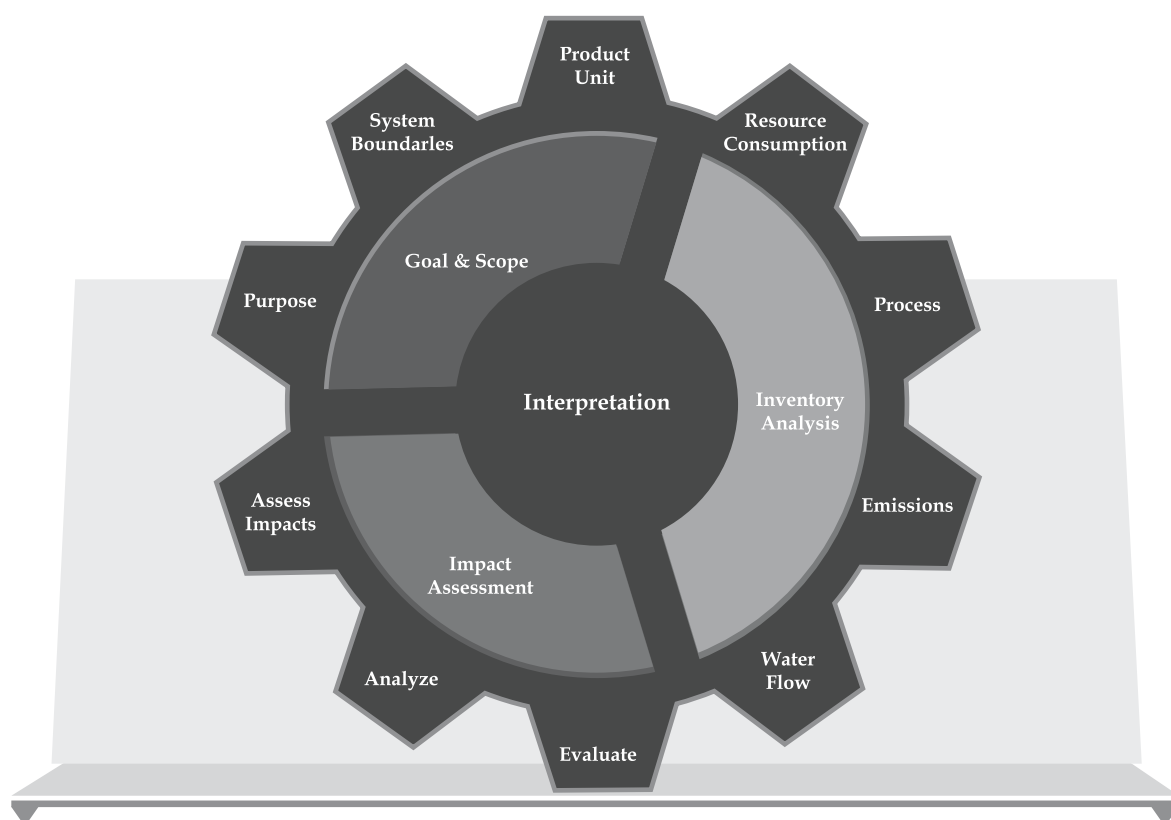 Product
Unit
System
Boundarles
Resource
Consumption
Goal & Scope
Purpose
Process
Interpretation
Inventory
Analysis
Assess
Impacts
Emissions
Impact
Assessment
Analyze
Water
Flow
Evaluate